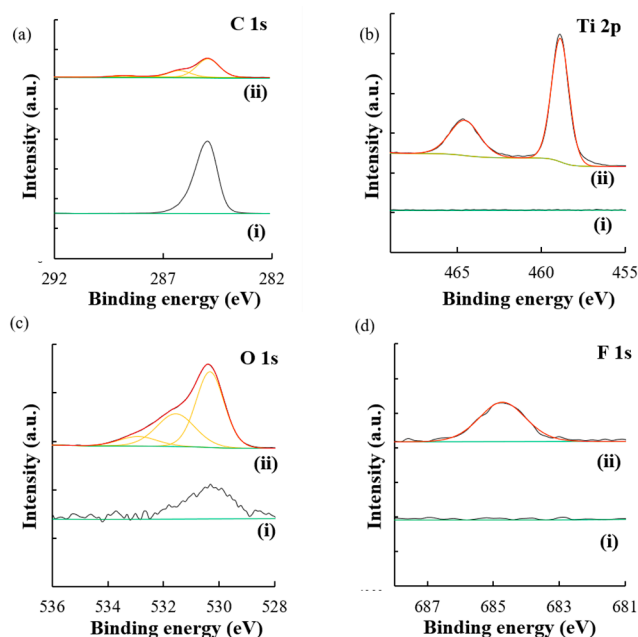 (a)
C 1s
(ii)
(i)
Intensity (a.u.)
292
287
282
Binding energy (eV)
(b)
Ti 2p
(ii)
(i)
Intensity (a.u.)
465
460
455
Binding energy (eV)
(c)
O 1s
(ii)
(i)
Intensity (a.u.)
536
534
532
530
528
Binding energy (eV)
(d)
F 1s
(ii)
(i)
Intensity (a.u.)
687
685
683
681
Binding energy (eV)